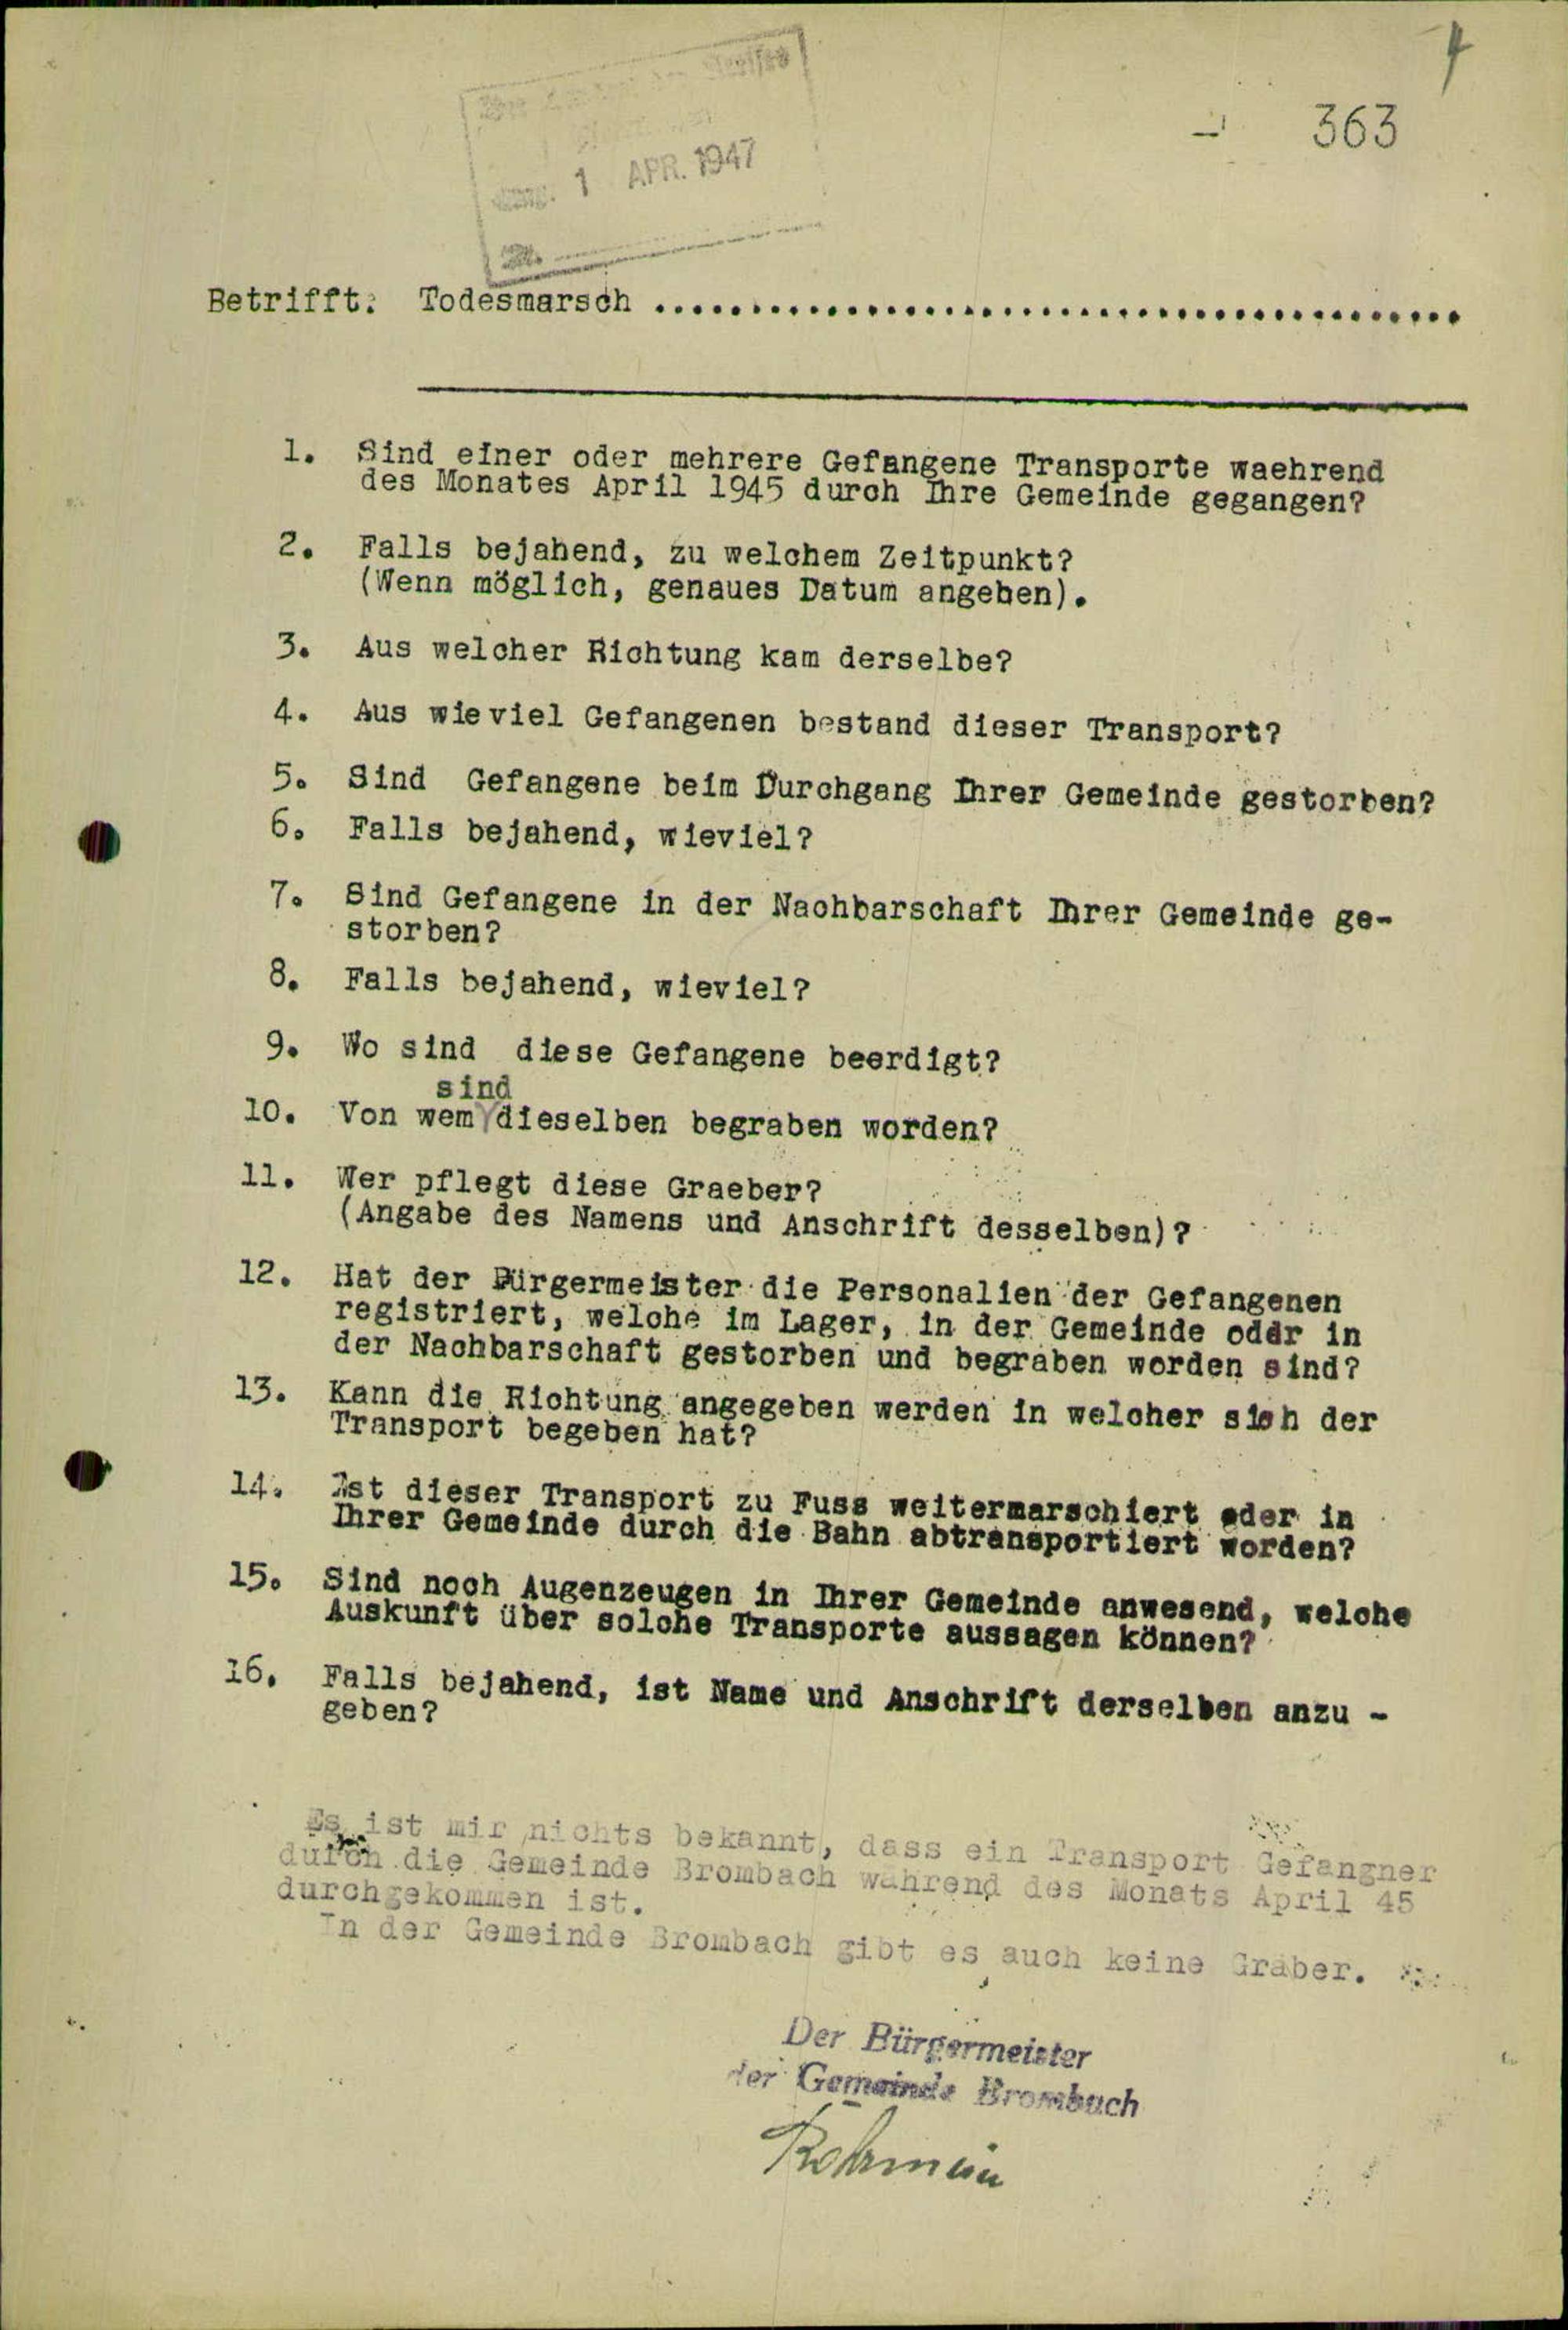 4
363
1 APR. 1947
Betrifft: Todesmarsch ..........................................
1. Sind einer oder mehrere Gefangene Transporte waehrend
des Monates April 1945 durch Ihre Gemeinde gegangen?
2. Falls bejahend, zu welchem Zeitpunkt?
(Wenn möglich, genaues Datum angeben).
3. Aus welcher Richtung kam derselbe?
4. Aus wieviel Gefangenen bestand dieser Transport?
5. Sind Gefangene beim Durchgang Ihrer Gemeinde gestorben?
6. Falls bejahend, wieviel?
7. Sind Gefangene in der Nachbarschaft Ihrer Gemeinde ge-
storben?
8. Falls bejahend, wieviel?
9. Wo sind diese Gefangene beerdigt?
sind
10. Von wem dieselben begraben worden?
11. Wer pflegt diese Graeber?
(Angabe des Namens und Anschrift desselben)?
12. Hat der Bürgermeister die Personalien der Gefangenen
registriert, welche im Lager, in der Gemeinde oder in
der Nachbarschaft gestorben und begraben worden sind?
13. Kann die Richtung angegeben werden in welcher sich der
Transport begeben hat?
14. Ist dieser Transport zu Fuss weitermarschiert oder in
Ihrer Gemeinde durch die Bahn abtransportiert worden?
15. Sind noch Augenzeugen in Ihrer Gemeinde anwesend, welche
Auskunft über solche Transporte aussagen können?
16. Falls bejahend, ist Name und Anschrift derselben anzu -
geben?
Es ist mir nichts bekannt, dass ein Transport Gefangner
durch die Gemeinde Brombach während des Monats April 45
durchgekommen ist.
In der Gemeinde Brombach gibt es auch keine Gräber.
Der Bürgermeister
der Gemeinde Brombach